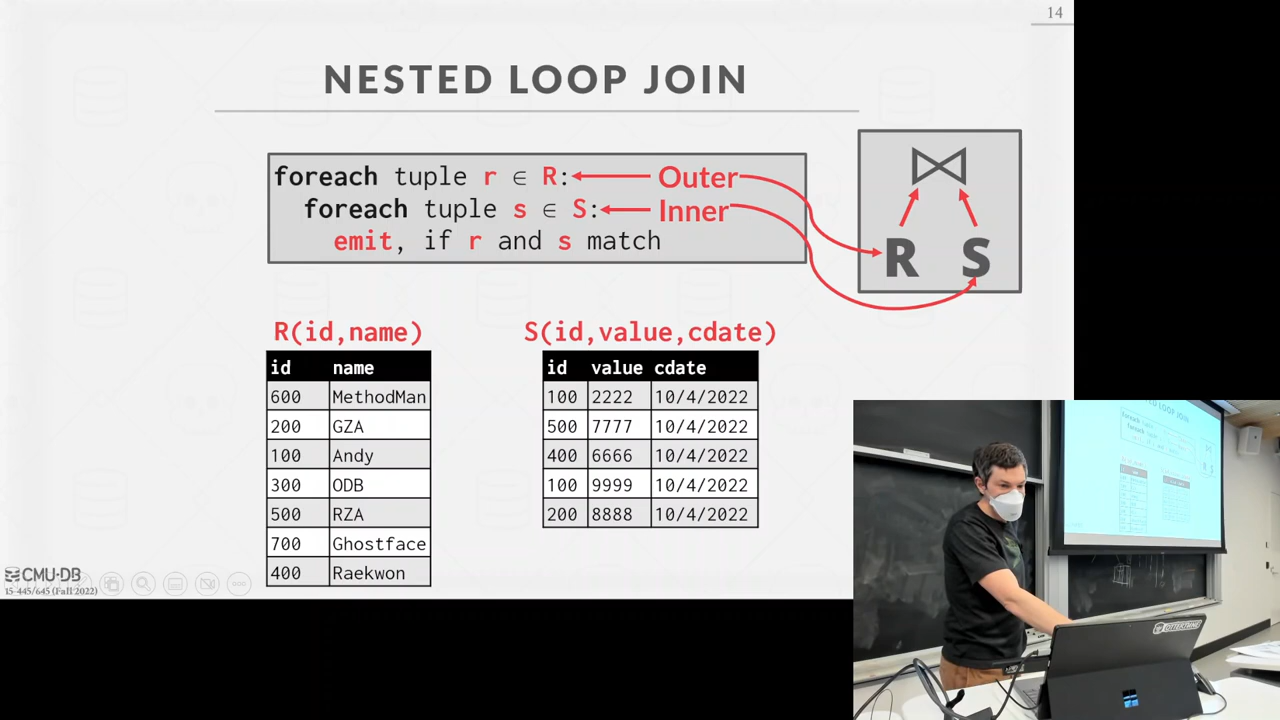 14
NESTED LOOP JOIN
foreach tuple r ∈ R: Outer
foreach tuple s ∈ S: Inner
emit, if r and s match
⋈
R S
R(id,name)
id name
600 MethodMan
200 GZA
100 Andy
300 ODB
500 RZA
700 Ghostface
400 Raekwon
S(id,value,cdate)
id value cdate
100 2222 10/4/2022
500 7777 10/4/2022
400 6666 10/4/2022
100 9999 10/4/2022
200 8888 10/4/2022
CMU·DB
15-445/645 (Fall 2022)
LOOP JOIN